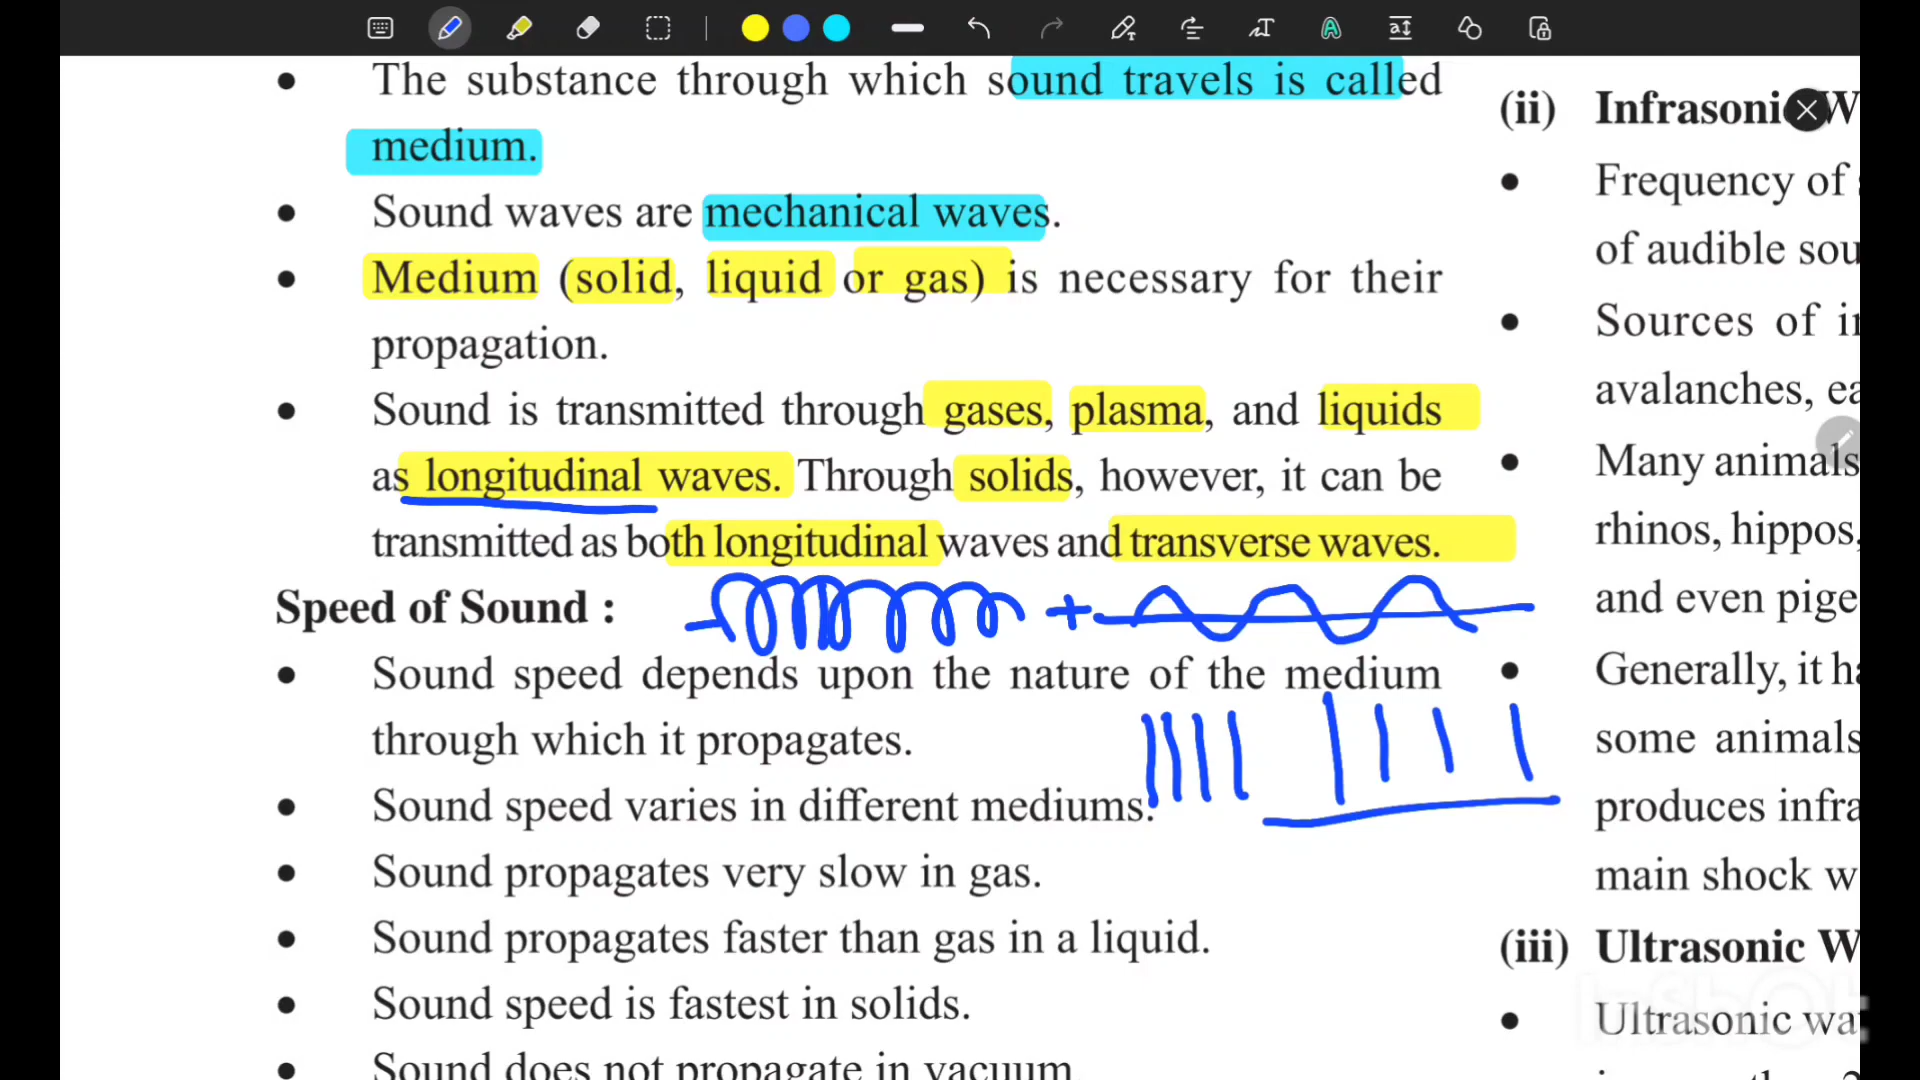 The substance through which sound travels is called
medium.
Sound waves are mechanical waves.
Medium (solid, liquid or gas) is necessary for their
propagation.
Sound is transmitted through gases, plasma, and liquids
as longitudinal waves. Through solids, however, it can be
transmitted as both longitudinal waves and transverse waves.
Speed of Sound :
Sound speed depends upon the nature of the medium
through which it propagates.
Sound speed varies in different mediums.
Sound propagates very slow in gas.
Sound propagates faster than gas in a liquid.
Sound speed is fastest in solids.
Sound does not propagate in vacuum.
(ii) Infrasoni W
Frequency of
of audible sou
Sources of i
avalanches, ea
Many animals
rhinos, hippos,
and even pige
Generally, it ha
some animals
produces infra
main shock w
(iii) Ultrasonic W
Ultrasonic wa
InShOt